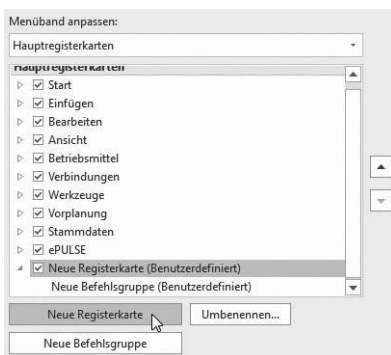 Menüband anpassen:
Hauptregisterkarten
Hauptregisterkarten
Start
Einfügen
Bearbeiten
Ansicht
Betriebsmittel
Verbindungen
Werkzeuge
Vorplanung
Stammdaten
ePULSE
Neue Registerkarte (Benutzerdefiniert)
Neue Befehlsgruppe (Benutzerdefiniert)
Neue Registerkarte Umbenennen...
Neue Befehlsgruppe